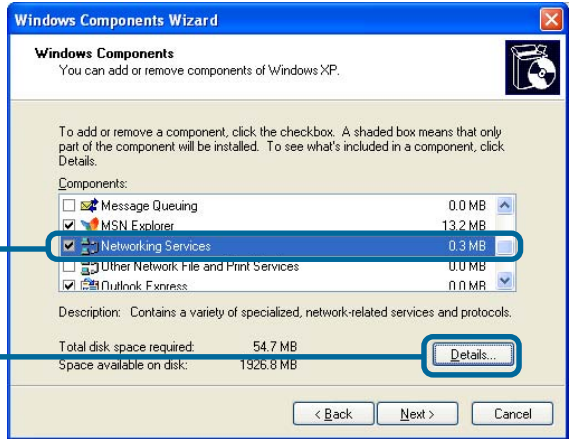 Windows Components Wizard
Windows Components
You can add or remove components of Windows XP.
To add or remove a component, click the checkbox. A shaded box means that only
part of the component will be installed. To see what's included in a component, click
Details.
Components:
Message Queuing 0.0 MB
MSN Explorer 13.2 MB
Networking Services 0.3 MB
Other Network File and Print Services 0.0 MB
Outlook Express 0.0 MB
Description: Contains a variety of specialized, network-related services and protocols.
Total disk space required: 54.7 MB
Space available on disk: 1926.8 MB
Details...
< Back Next > Cancel